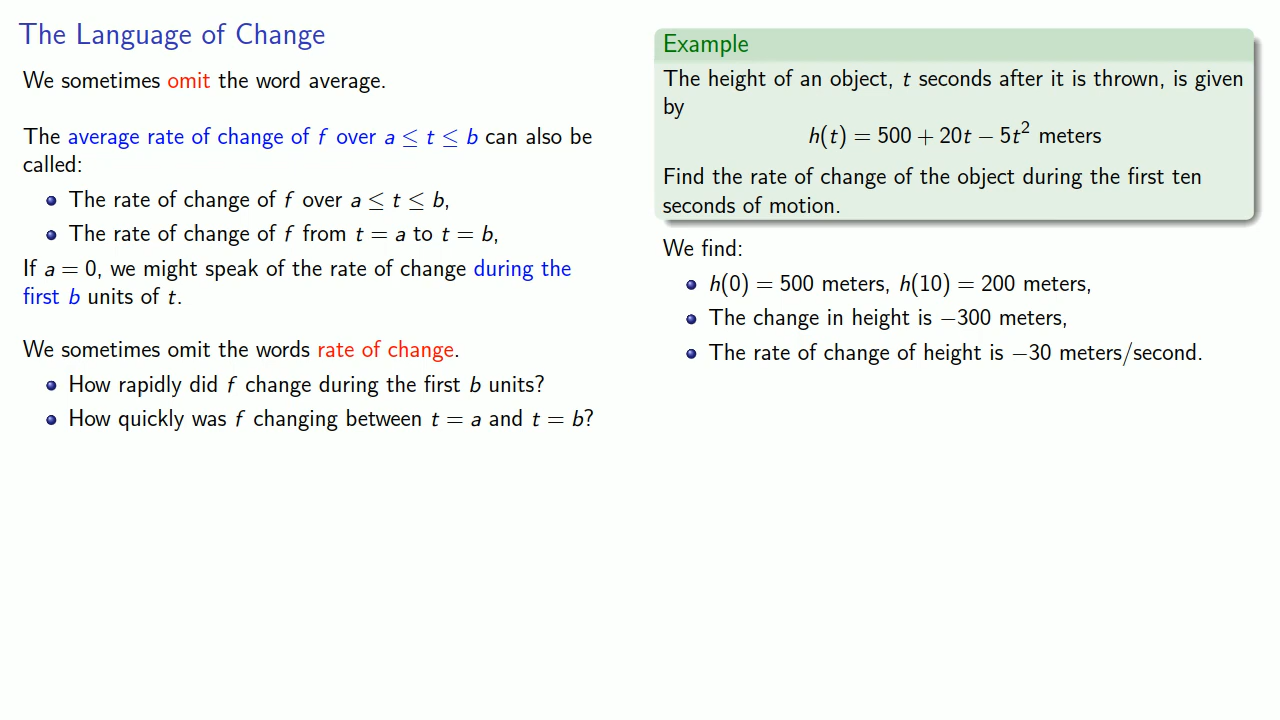 The Language of Change
We sometimes omit the word average.
The average rate of change of f over a ≤ t ≤ b can also be
called:
The rate of change of f over a ≤ t ≤ b,
The rate of change of f from t = a to t = b,
If a = 0, we might speak of the rate of change during the
first b units of t.
We sometimes omit the words rate of change.
How rapidly did f change during the first b units?
How quickly was f changing between t = a and t = b?
Example
The height of an object, t seconds after it is thrown, is given
by
h(t) = 500 + 20t − 5t² meters
Find the rate of change of the object during the first ten
seconds of motion.
We find:
h(0) = 500 meters, h(10) = 200 meters,
The change in height is −300 meters,
The rate of change of height is −30 meters/second.